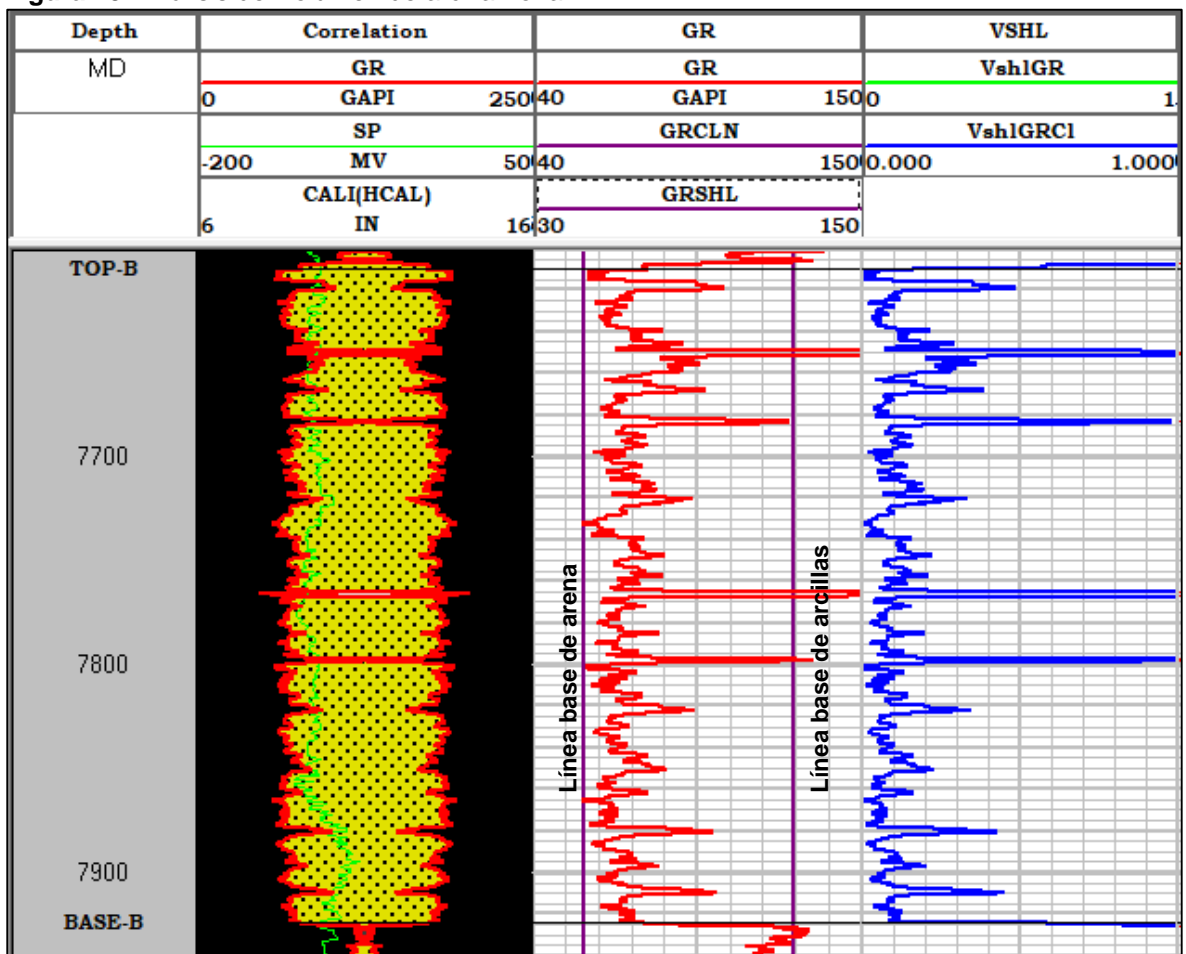 Depth Correlation GR VSHL
MD GR GR VshlGR
0 GAPI 250 40 GAPI 150 0 1.
SP GRCLN VshlGRCl
-200 MV 50 40 150 0.000 1.000
CALI(HCAL) GRSHL
6 IN 16 30 150
TOP-B
7700
7800
7900
BASE-B
Línea base de arena
Línea base de arcillas